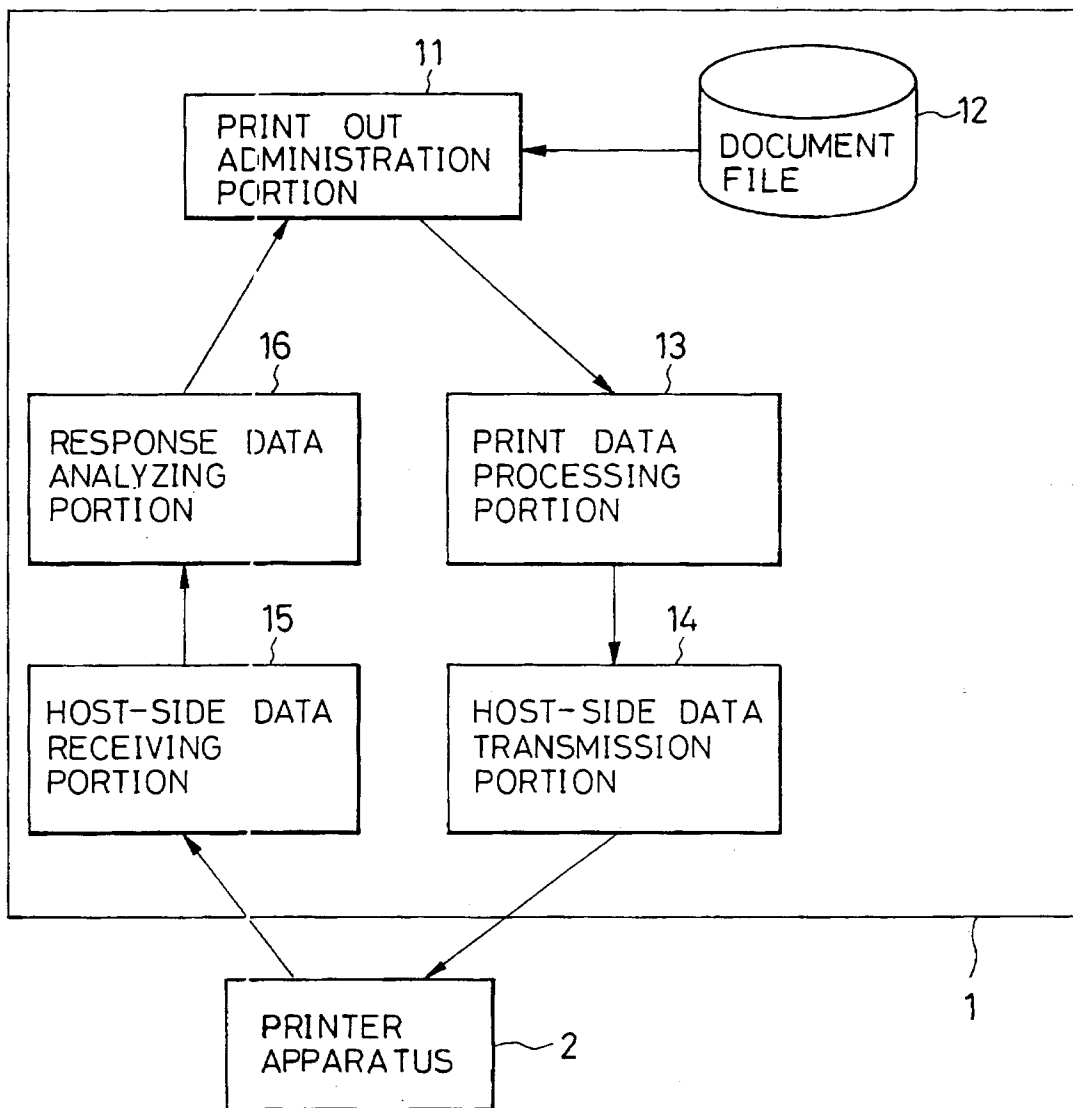 11
PRINT OUT
ADMINISTRATION
PORTION
12
DOCUMENT
FILE
16
RESPONSE DATA
ANALYZING
PORTION
13
PRINT DATA
PROCESSING
PORTION
15
HOST-SIDE DATA
RECEIVING
PORTION
14
HOST-SIDE DATA
TRANSMISSION
PORTION
1
PRINTER
APPARATUS
2